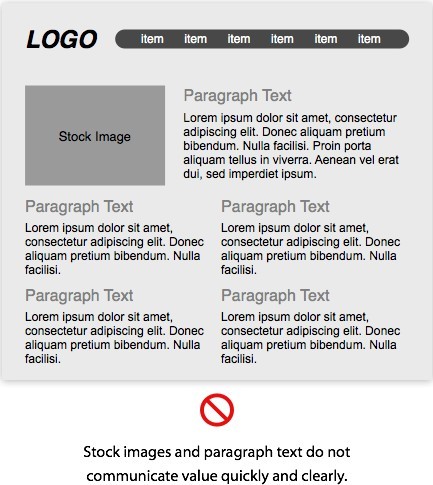 LOGO
item item item item item item
Stock Image
Paragraph Text
Lorem ipsum dolor sit amet, consectetur
adipiscing elit. Donec aliquam pretium
bibendum. Nulla facilisi. Proin porta
aliquam tellus in viverra. Aenean vel erat
dui, sed imperdiet ipsum.
Paragraph Text
Lorem ipsum dolor sit amet,
consectetur adipiscing elit. Donec
aliquam pretium bibendum. Nulla
facilisi.
Paragraph Text
Lorem ipsum dolor sit amet,
consectetur adipiscing elit. Donec
aliquam pretium bibendum. Nulla
facilisi.
Paragraph Text
Lorem ipsum dolor sit amet,
consectetur adipiscing elit. Donec
aliquam pretium bibendum. Nulla
facilisi.
Paragraph Text
Lorem ipsum dolor sit amet,
consectetur adipiscing elit. Donec
aliquam pretium bibendum. Nulla
facilisi.
Stock images and paragraph text do not
communicate value quickly and clearly.